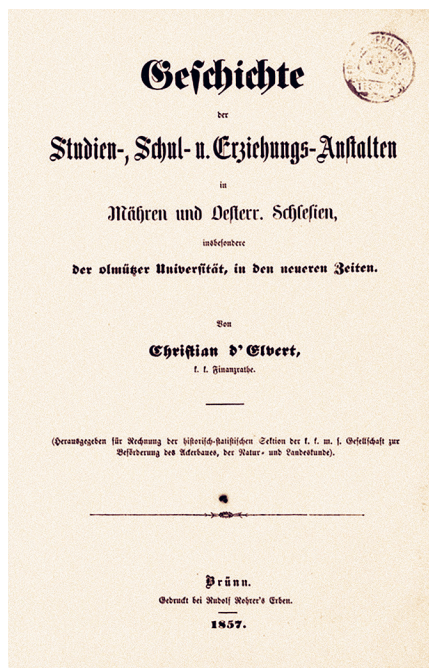 Geschichte
der
Studien-, Schul- u. Erziehungs-Anstalten
in
Mähren und Oesterr. Schlesien,
insbesondere
der olmützer Universität, in den neueren Zeiten.
Von
Christian d'Elvert,
k. k. Finanzrathe.
(Herausgegeben für Rechnung der historisch-statistischen Sektion der k. k. m. s. Gesellschaft zur
Beförderung des Ackerbaues, der Natur- und Landeskunde).
Brünn.
Gedruckt bei Rudolf Rohrer's Erben.
1857.